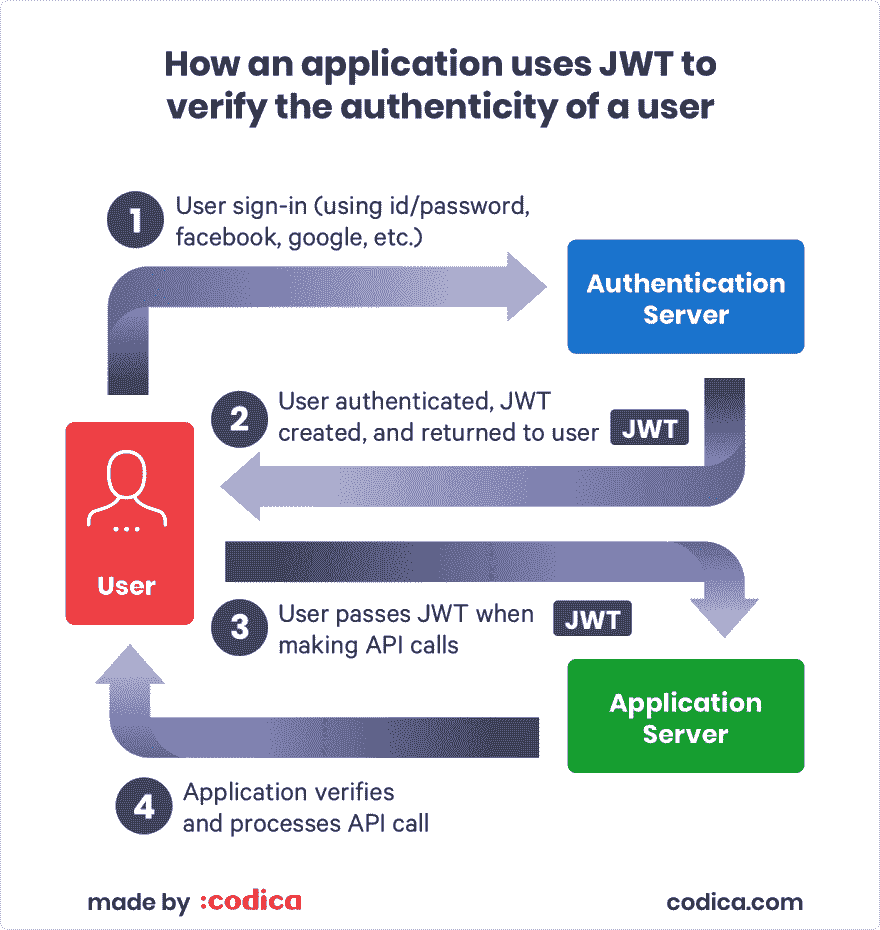 How an application uses JWT to
verify the authenticity of a user
1
User sign-in (using id/password,
facebook, google, etc.)
Authentication
Server
2
User authenticated, JWT
created, and returned to user
JWT
User
3
User passes JWT when
making API calls
JWT
Application
Server
4
Application verifies
and processes API call
made by :codica
codica.com